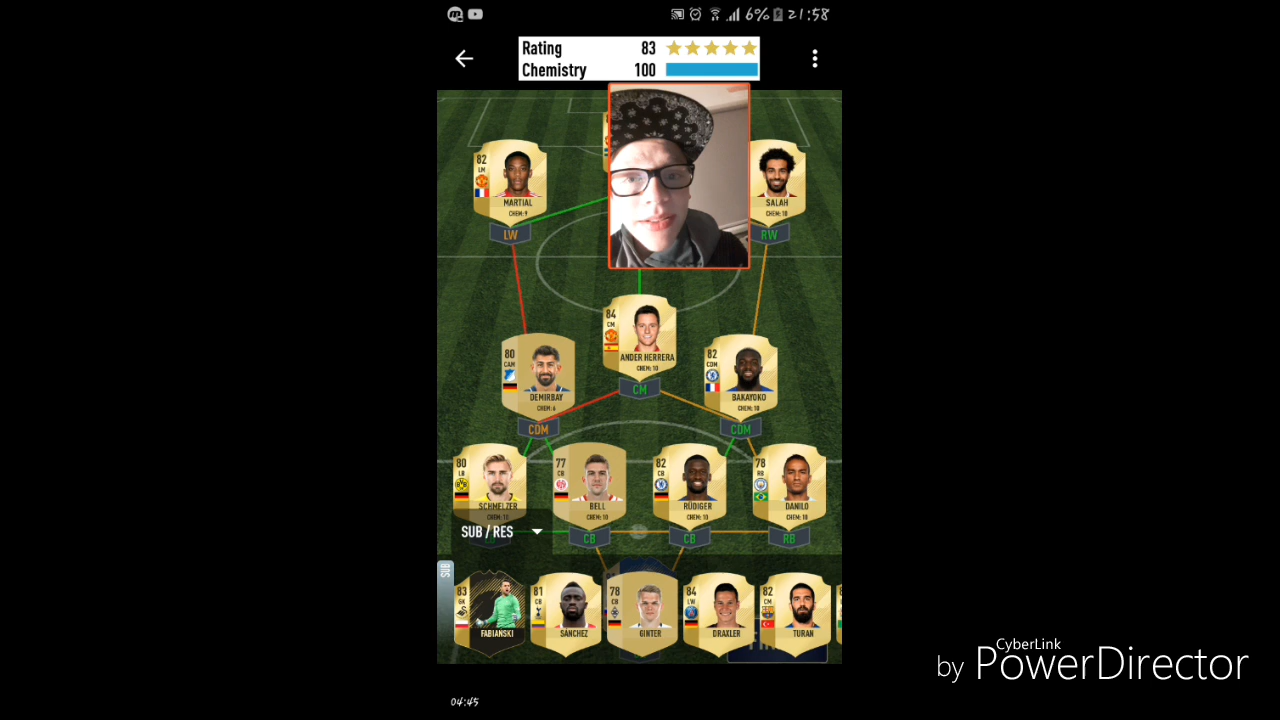 6% 21:58
Rating 83
Chemistry 100
82
LM
MARTIAL
CHEM: 9
LW
SALAH
CHEM: 10
RW
84
CM
ANDER HERRERA
CHEM: 10
CM
80
CAM
DEMIRBAY
CHEM: 6
CDM
82
CDM
BAKAYOKO
CHEM: 10
CDM
80
LB
SCHMELZER
77
CB
BELL
CHEM: 10
CB
82
CB
RÜDIGER
CHEM: 10
CB
78
RB
DANILO
CHEM: 10
RB
SUB / RES
SUB
83
GK
FABIANSKI
81
CB
SÁNCHEZ
78
CB
GINTER
84
LW
DRAXLER
82
CM
TURAN
04:45
by CyberLink
PowerDirector